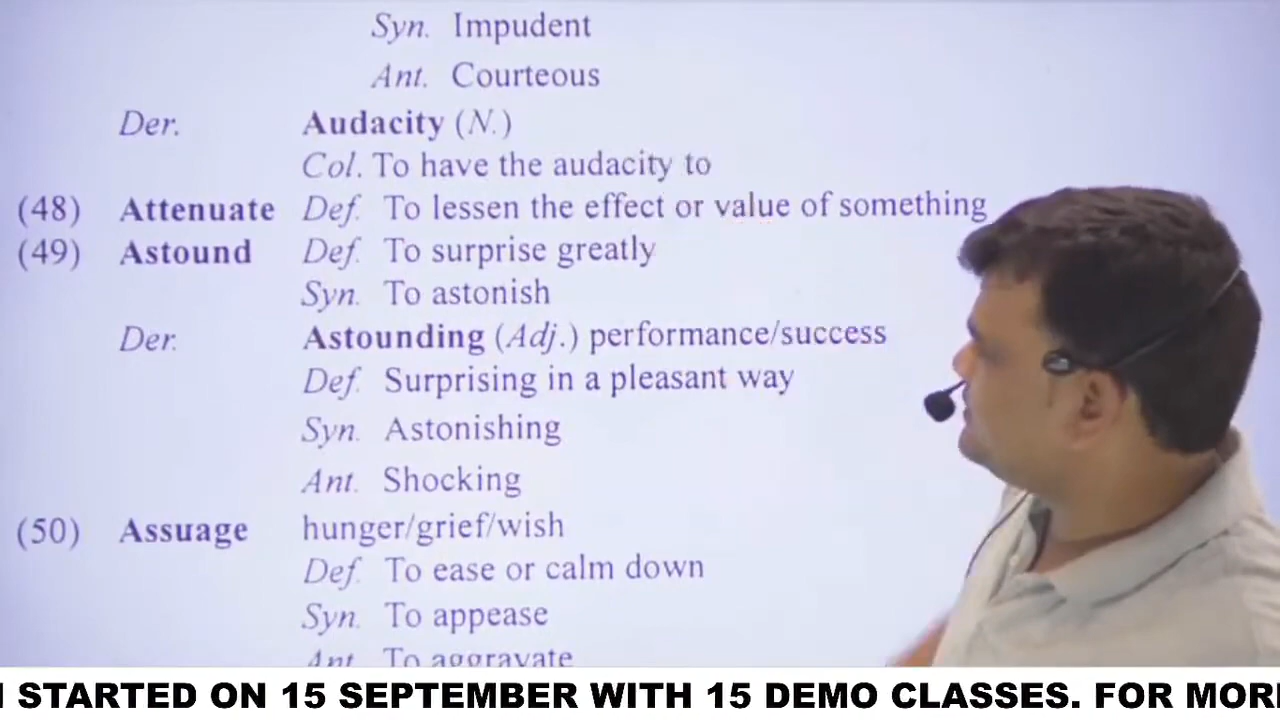 Syn. Impudent
Ant. Courteous
Der. Audacity (N.)
Col. To have the audacity to
(48) Attenuate Def. To lessen the effect or value of something
(49) Astound Def. To surprise greatly
Syn. To astonish
Der. Astounding (Adj.) performance/success
Def. Surprising in a pleasant way
Syn. Astonishing
Ant. Shocking
(50) Assuage hunger/grief/wish
Def. To ease or calm down
Syn. To appease
Ant. To aggravate
STARTED ON 15 SEPTEMBER WITH 15 DEMO CLASSES. FOR